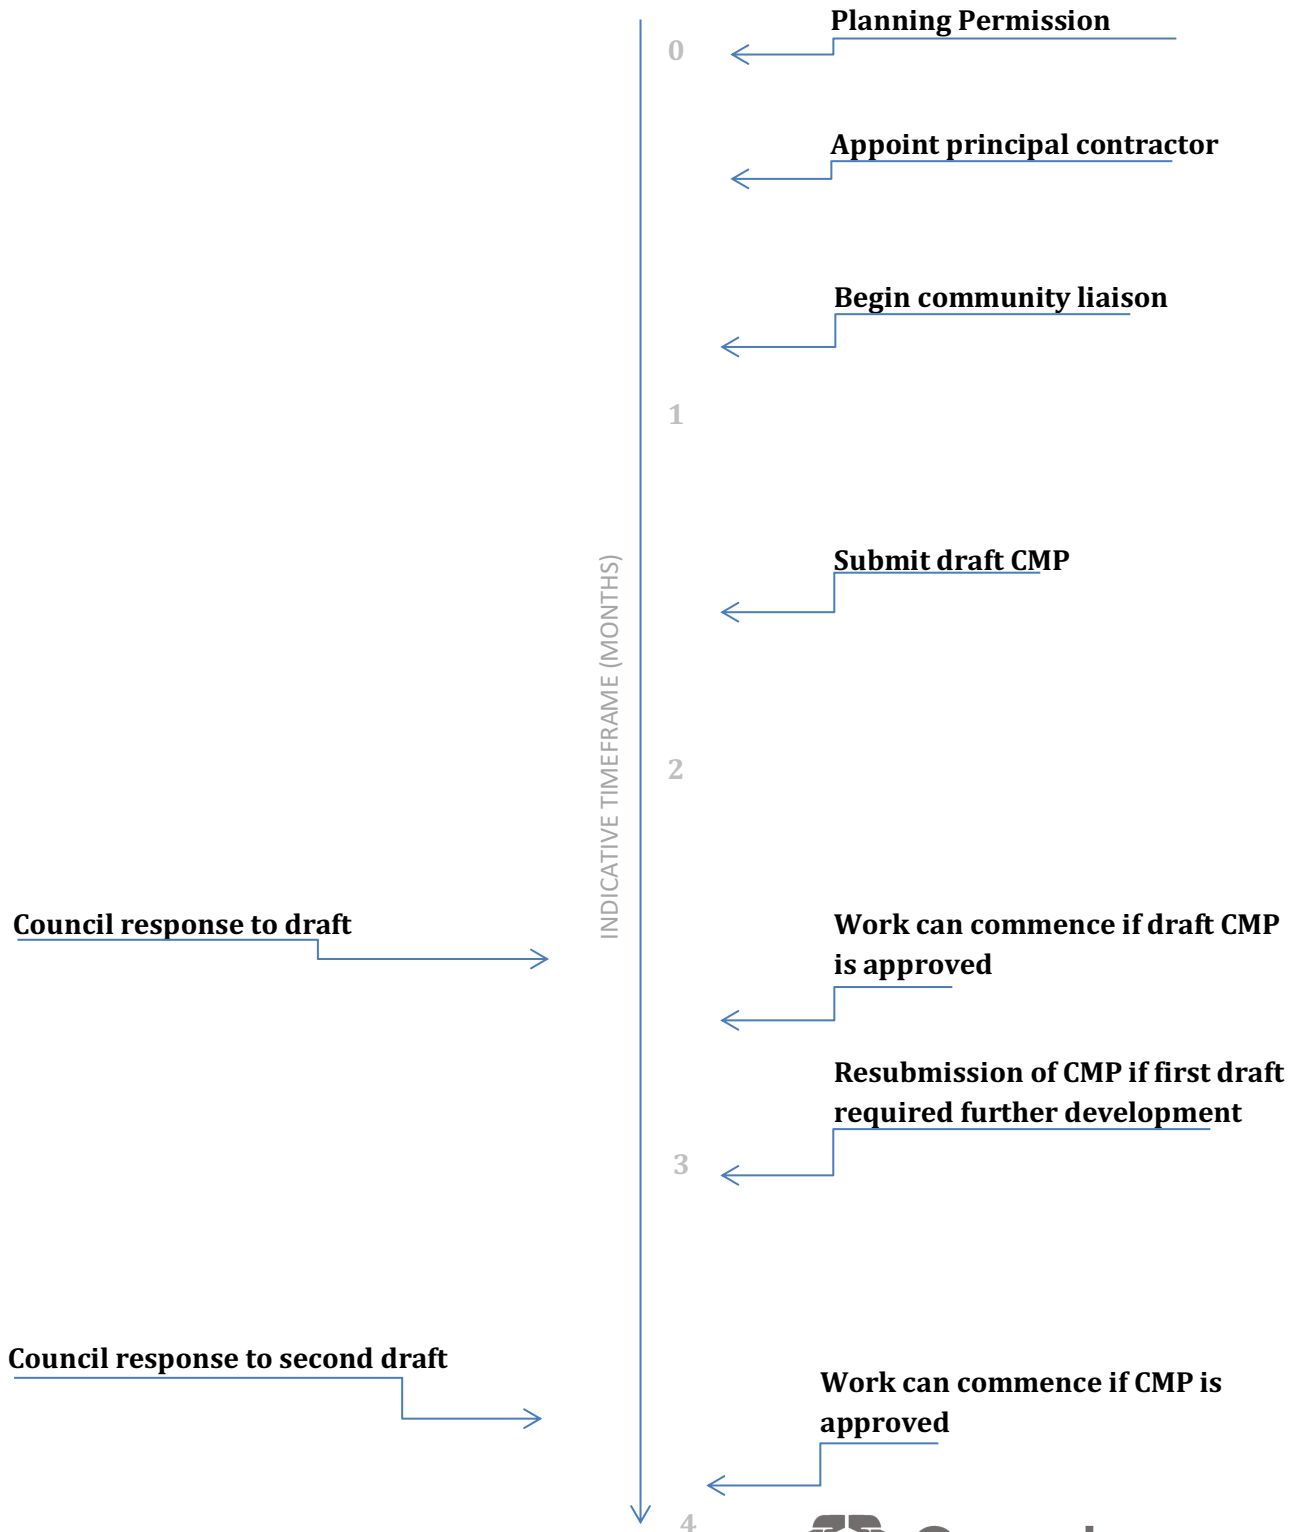 Planning Permission
0
Appoint principal contractor
Begin community liaison
1
Submit draft CMP
INDICATIVE TIMEFRAME (MONTHS)
2
Council response to draft
Work can commence if draft CMP
is approved
Resubmission of CMP if first draft
required further development
3
Council response to second draft
Work can commence if CMP is
approved
4